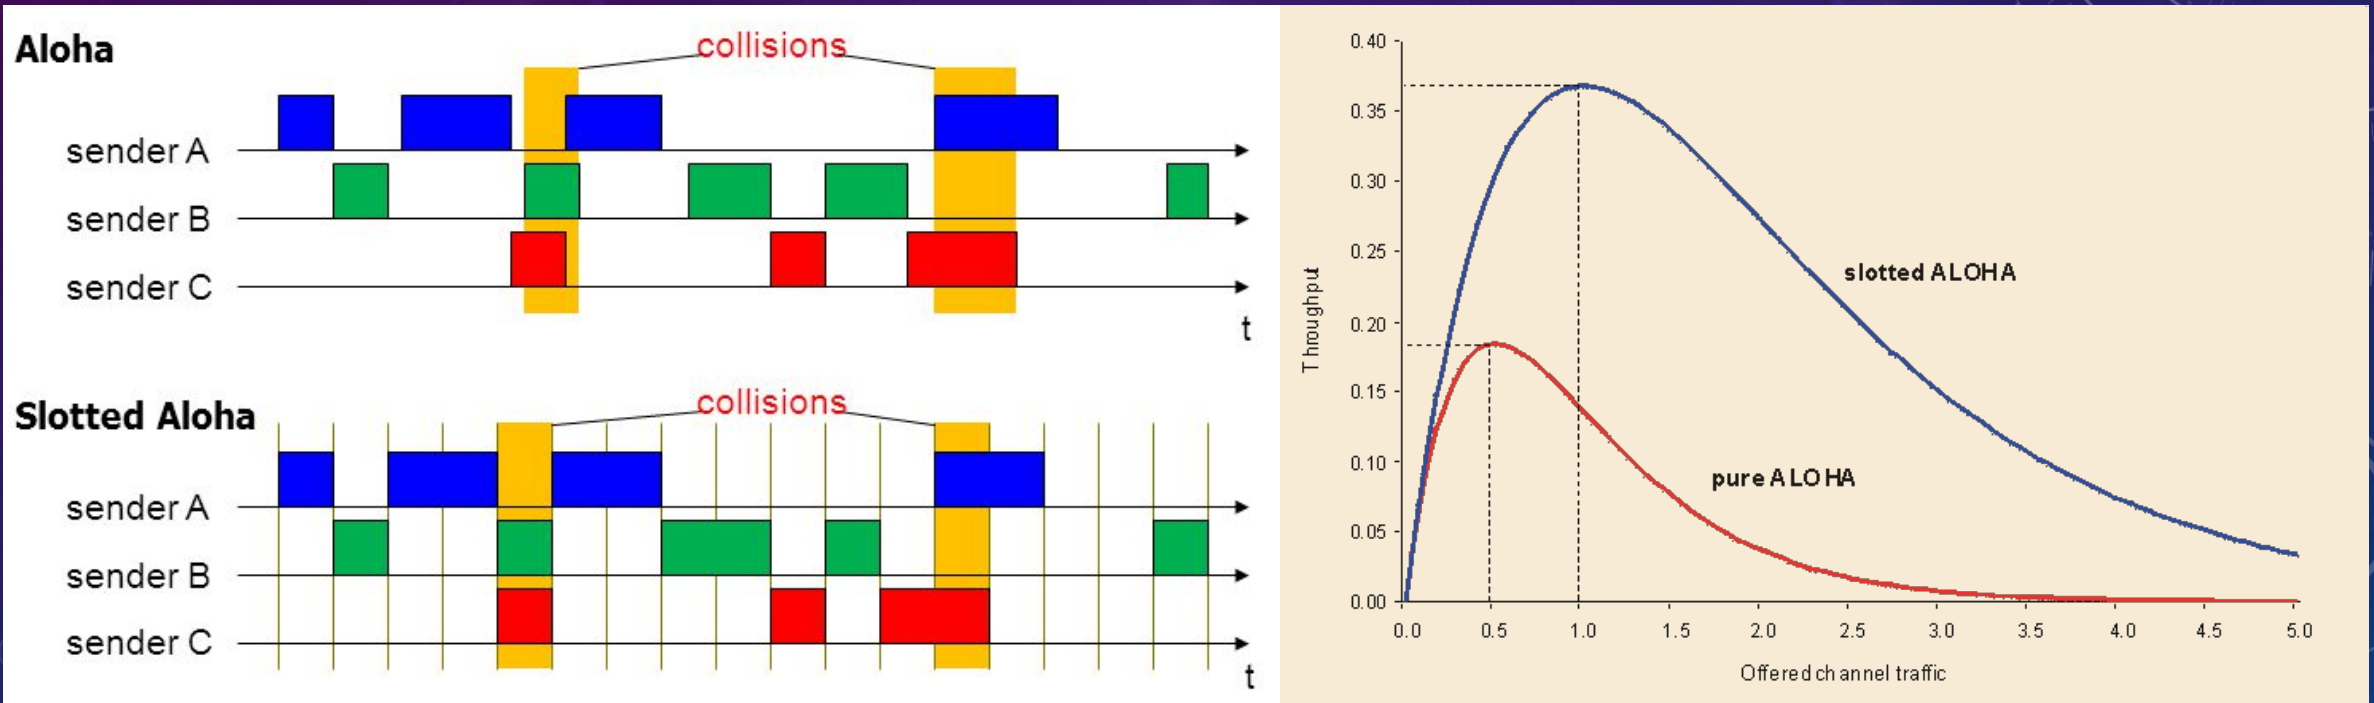 Aloha
collisions
sender A
sender B
sender C
t
Slotted Aloha
collisions
sender A
sender B
sender C
t
0.40
0.35
0.30
0.25
0.20
0.15
0.10
0.05
0.00
Throughput
slotted ALOHA
pure ALOHA
0.0 0.5 1.0 1.5 2.0 2.5 3.0 3.5 4.0 4.5 5.0
Offered channel traffic